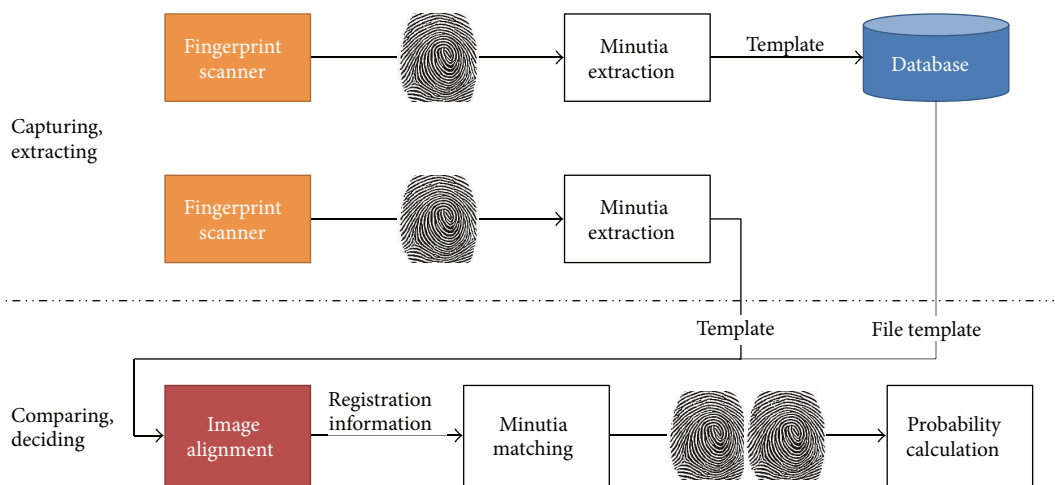 Fingerprint
scanner
Minutia
extraction
Template
Database
Capturing,
extracting
Fingerprint
scanner
Minutia
extraction
Template
File template
Comparing,
deciding
Image
alignment
Registration
information
Minutia
matching
Probability
calculation